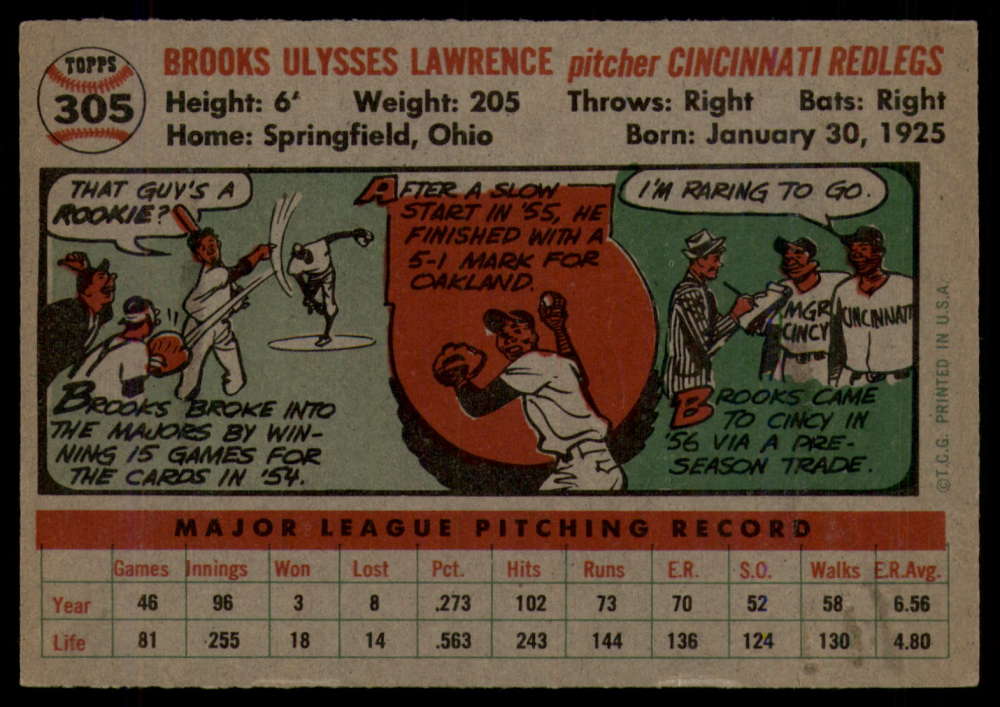 TOPPS
305
BROOKS ULYSSES LAWRENCE pitcher CINCINNATI REDLEGS
Height: 6' Weight: 205 Throws: Right Bats: Right
Home: Springfield, Ohio Born: January 30, 1925
THAT GUY'S A
ROOKIE?
BROOKS BROKE INTO
THE MAJORS BY WIN-
NING 15 GAMES FOR
THE CARDS IN '54.
AFTER A SLOW
START IN '55, HE
FINISHED WITH A
5-1 MARK FOR
OAKLAND.
I'M RARING TO GO.
MGR
CINCY
CINCINNATI
BROOKS CAME
TO CINCY IN
'56 VIA A PRE-
SEASON TRADE.
©T.C.G. PRINTED IN U.S.A.
MAJOR LEAGUE PITCHING RECORD
Games Innings Won Lost Pct. Hits Runs E.R. S.O. Walks E.R.Avg.
Year 46 96 3 8 .273 102 73 70 52 58 6.56
Life 81 255 18 14 .563 243 144 136 124 130 4.80